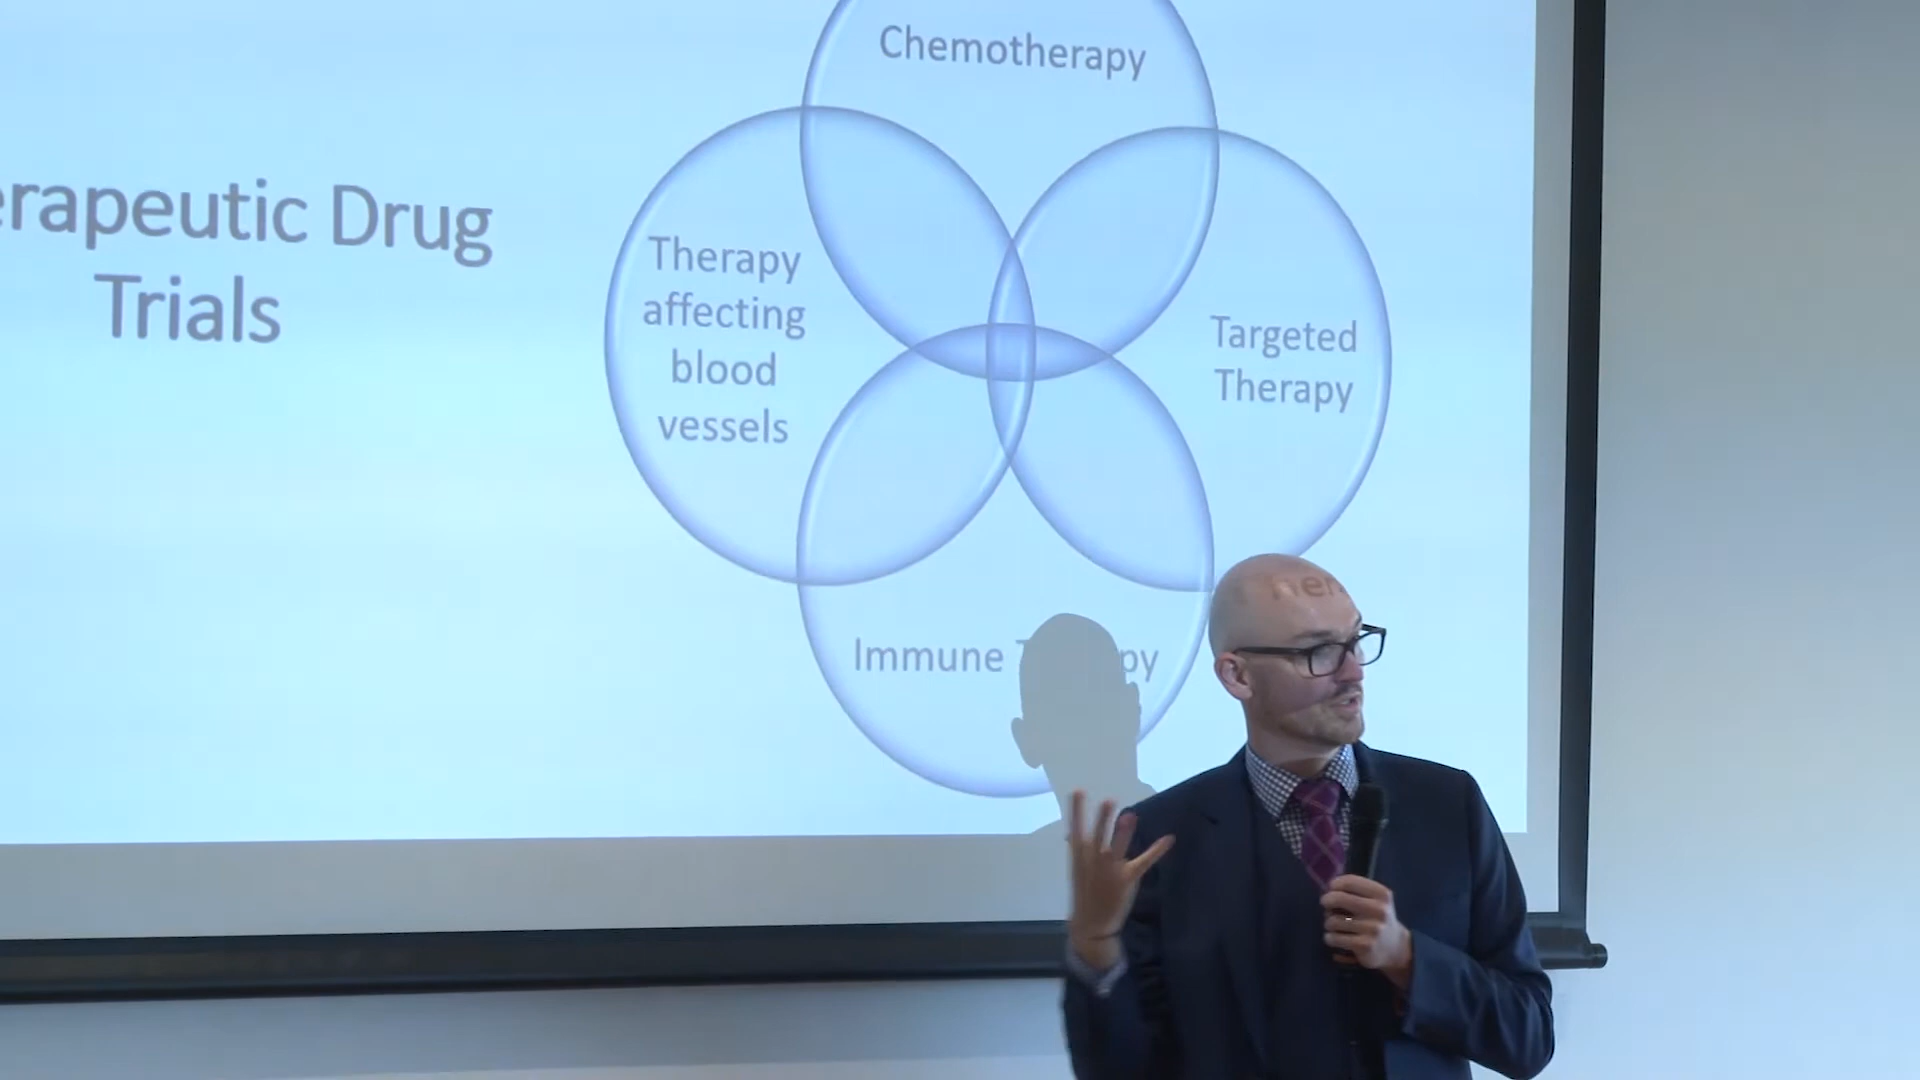 Chemotherapy
erapeutic Drug
Trials
Therapy
affecting
blood
vessels
Targeted
Therapy
Immune